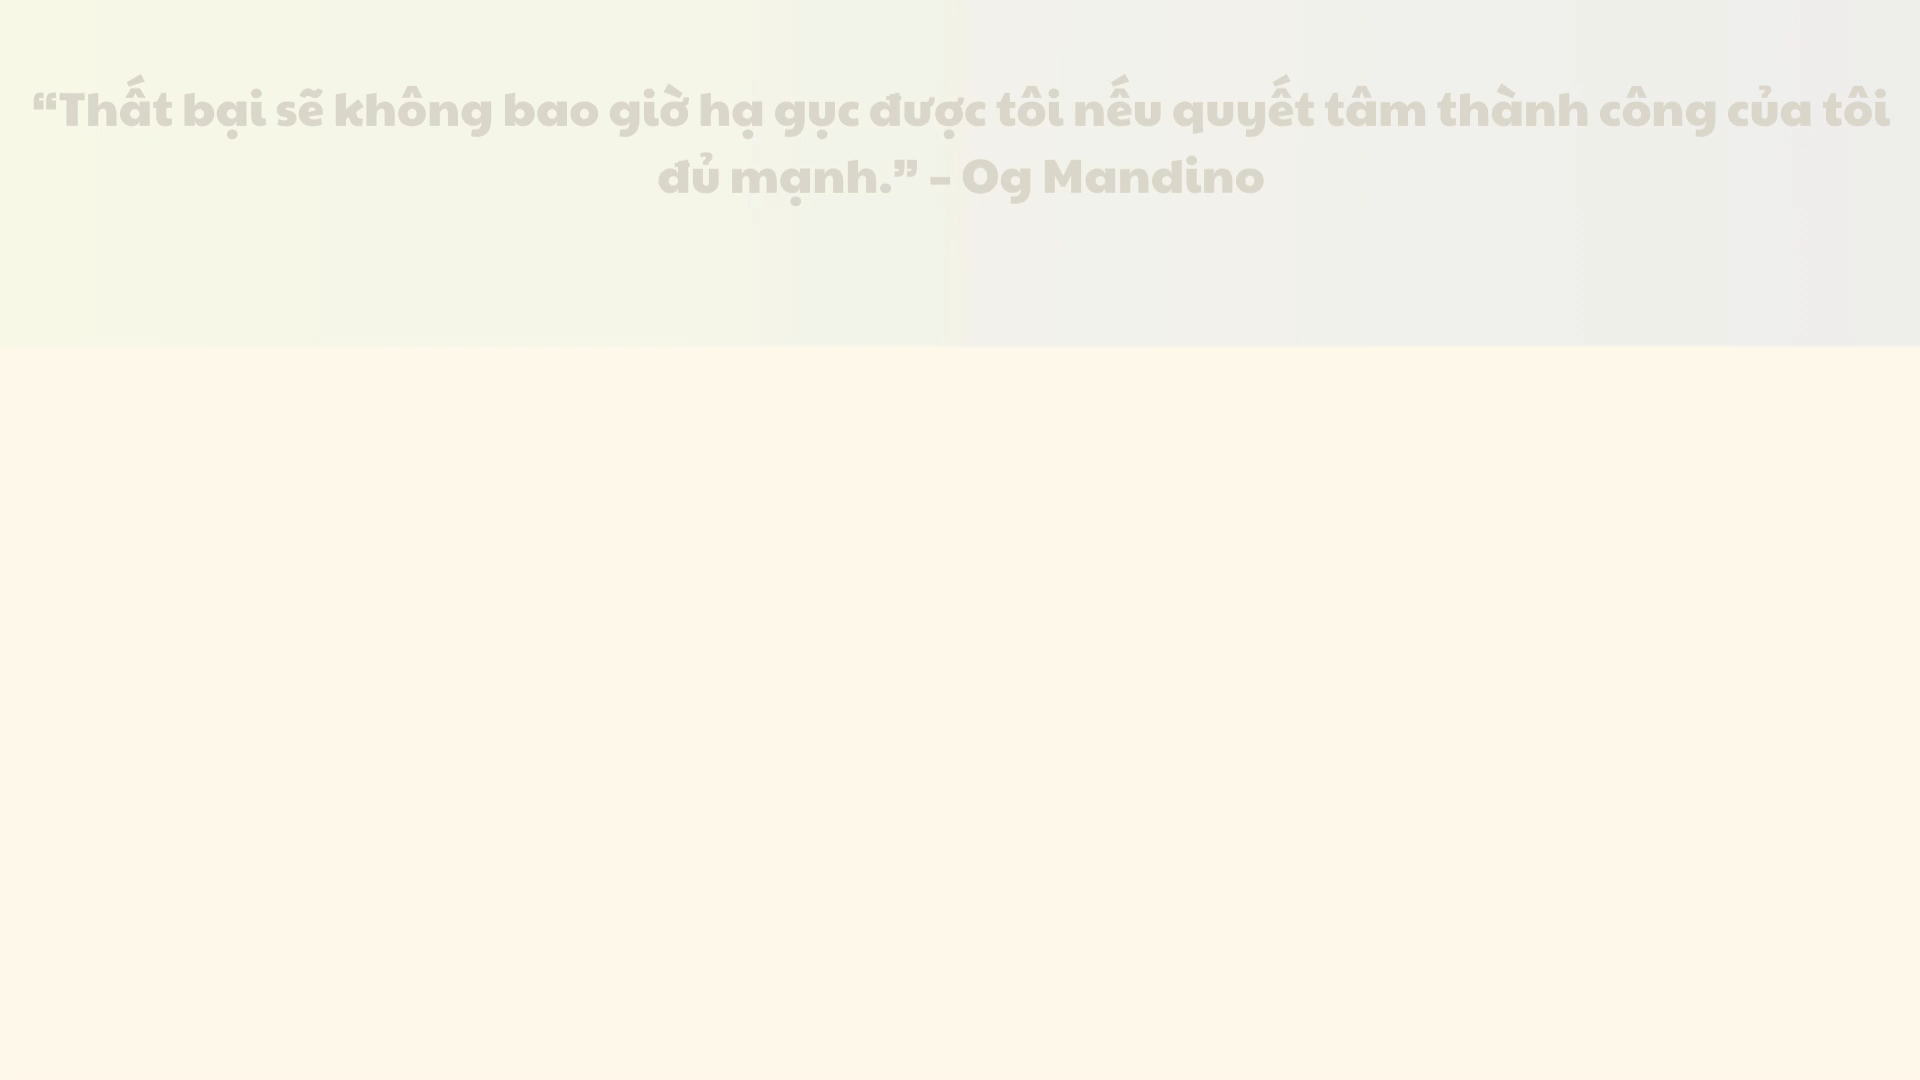 “Thất bại sẽ không bao giờ hạ gục được tôi nếu quyết tâm thành công của tôi
đủ mạnh.” – Og Mandino